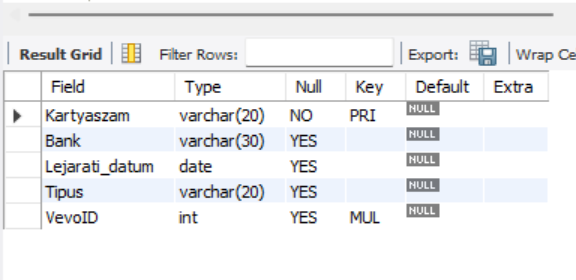 Result Grid Filter Rows: Export: Wrap Ce
Field Type Null Key Default Extra
Kartyaszam varchar(20) NO PRI NULL
Bank varchar(30) YES NULL
Lejarati_datum date YES NULL
Tipus varchar(20) YES NULL
VevoID int YES MUL NULL